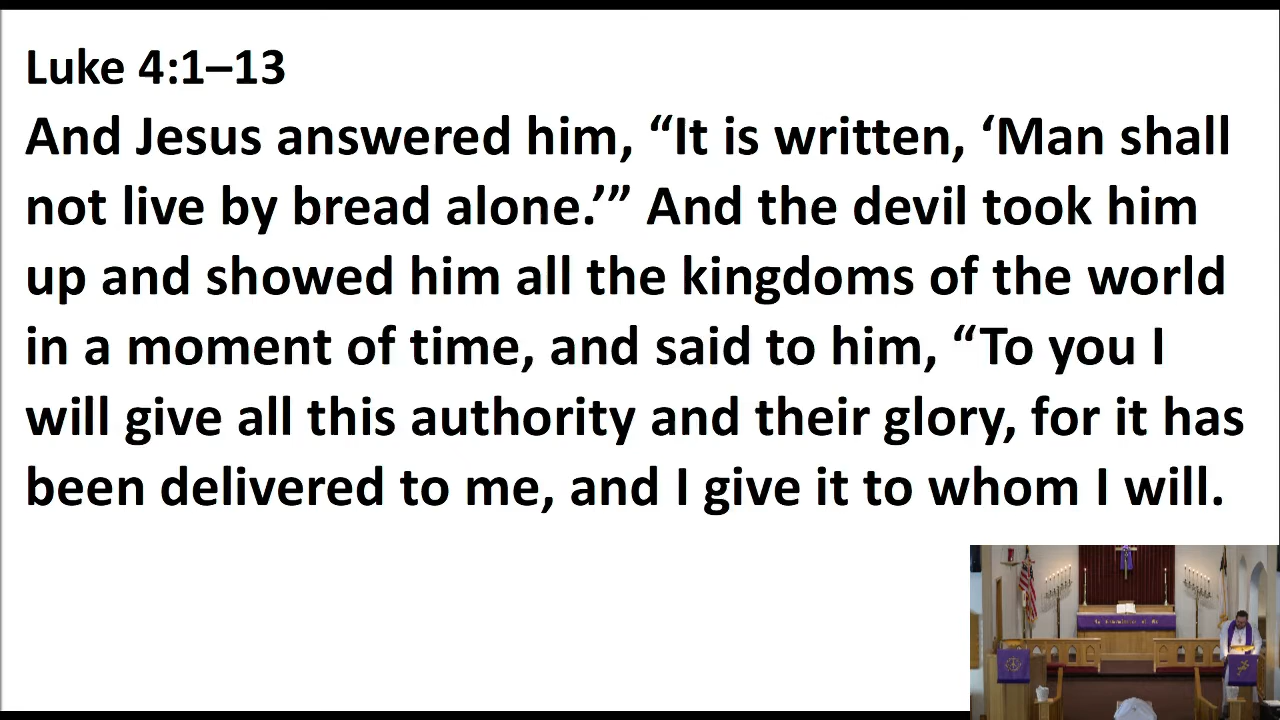 Luke 4:1–13
And Jesus answered him, “It is written, ‘Man shall
not live by bread alone.’” And the devil took him
up and showed him all the kingdoms of the world
in a moment of time, and said to him, “To you I
will give all this authority and their glory, for it has
been delivered to me, and I give it to whom I will.